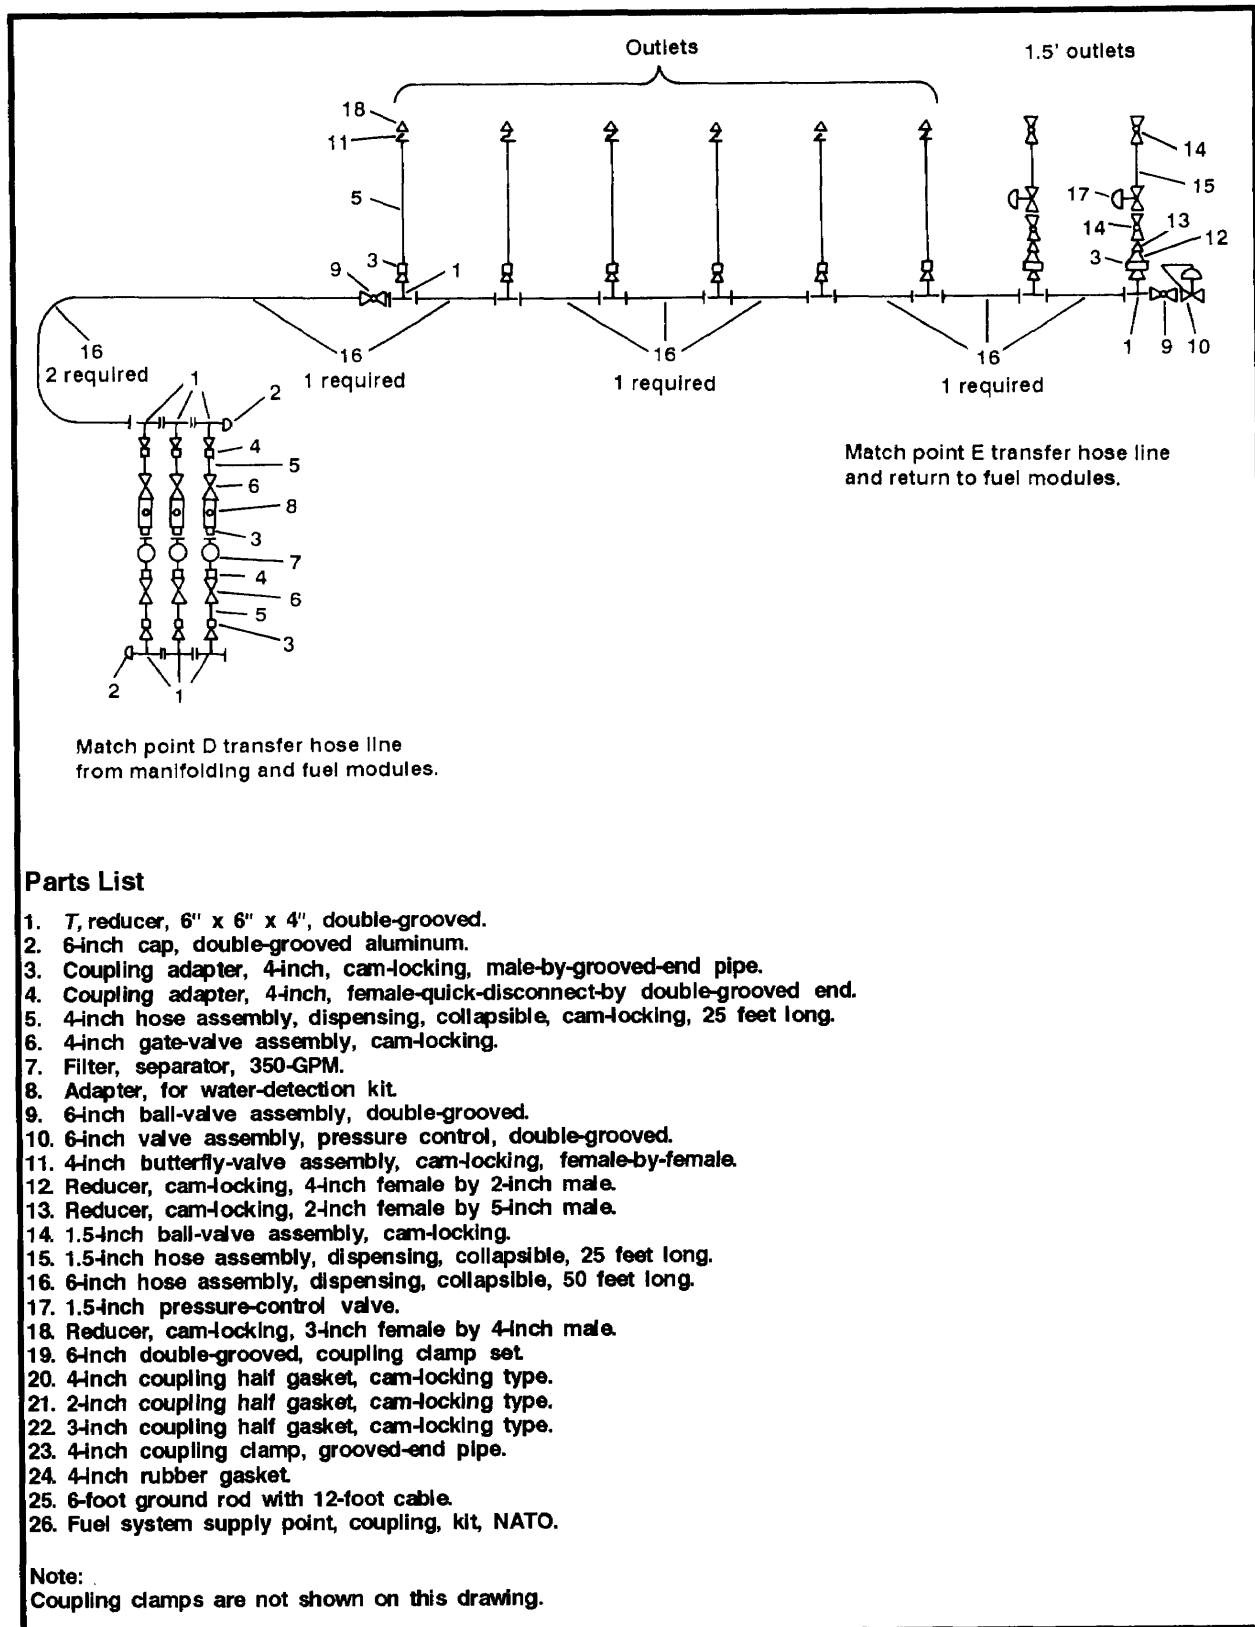 Outlets
1.5' outlets
18
11
14
5
17
15
14
13
12
3
9
3
1
16
2 required
16
1 required
16
1 required
16
1 required
1
9
10
1
2
4
5
6
8
3
7
4
6
5
3
2
1
Match point E transfer hose line
and return to fuel modules.
Match point D transfer hose line
from manifolding and fuel modules.
Parts List
1. T, reducer, 6" x 6" x 4", double-grooved.
2. 6-inch cap, double-grooved aluminum.
3. Coupling adapter, 4-inch, cam-locking, male-by-grooved-end pipe.
4. Coupling adapter, 4-inch, female-quick-disconnect-by double-grooved end.
5. 4-inch hose assembly, dispensing, collapsible, cam-locking, 25 feet long.
6. 4-inch gate-valve assembly, cam-locking.
7. Filter, separator, 350-GPM.
8. Adapter, for water-detection kit.
9. 6-inch ball-valve assembly, double-grooved.
10. 6-inch valve assembly, pressure control, double-grooved.
11. 4-inch butterfly-valve assembly, cam-locking, female-by-female.
12. Reducer, cam-locking, 4-inch female by 2-inch male.
13. Reducer, cam-locking, 2-inch female by 5-inch male.
14. 1.5-inch ball-valve assembly, cam-locking.
15. 1.5-inch hose assembly, dispensing, collapsible, 25 feet long.
16. 6-inch hose assembly, dispensing, collapsible, 50 feet long.
17. 1.5-inch pressure-control valve.
18. Reducer, cam-locking, 3-inch female by 4-inch male.
19. 6-inch double-grooved, coupling clamp set.
20. 4-inch coupling half gasket, cam-locking type.
21. 2-inch coupling half gasket, cam-locking type.
22. 3-inch coupling half gasket, cam-locking type.
23. 4-inch coupling clamp, grooved-end pipe.
24. 4-inch rubber gasket.
25. 6-foot ground rod with 12-foot cable.
26. Fuel system supply point, coupling, kit, NATO.
Note:
Coupling clamps are not shown on this drawing.